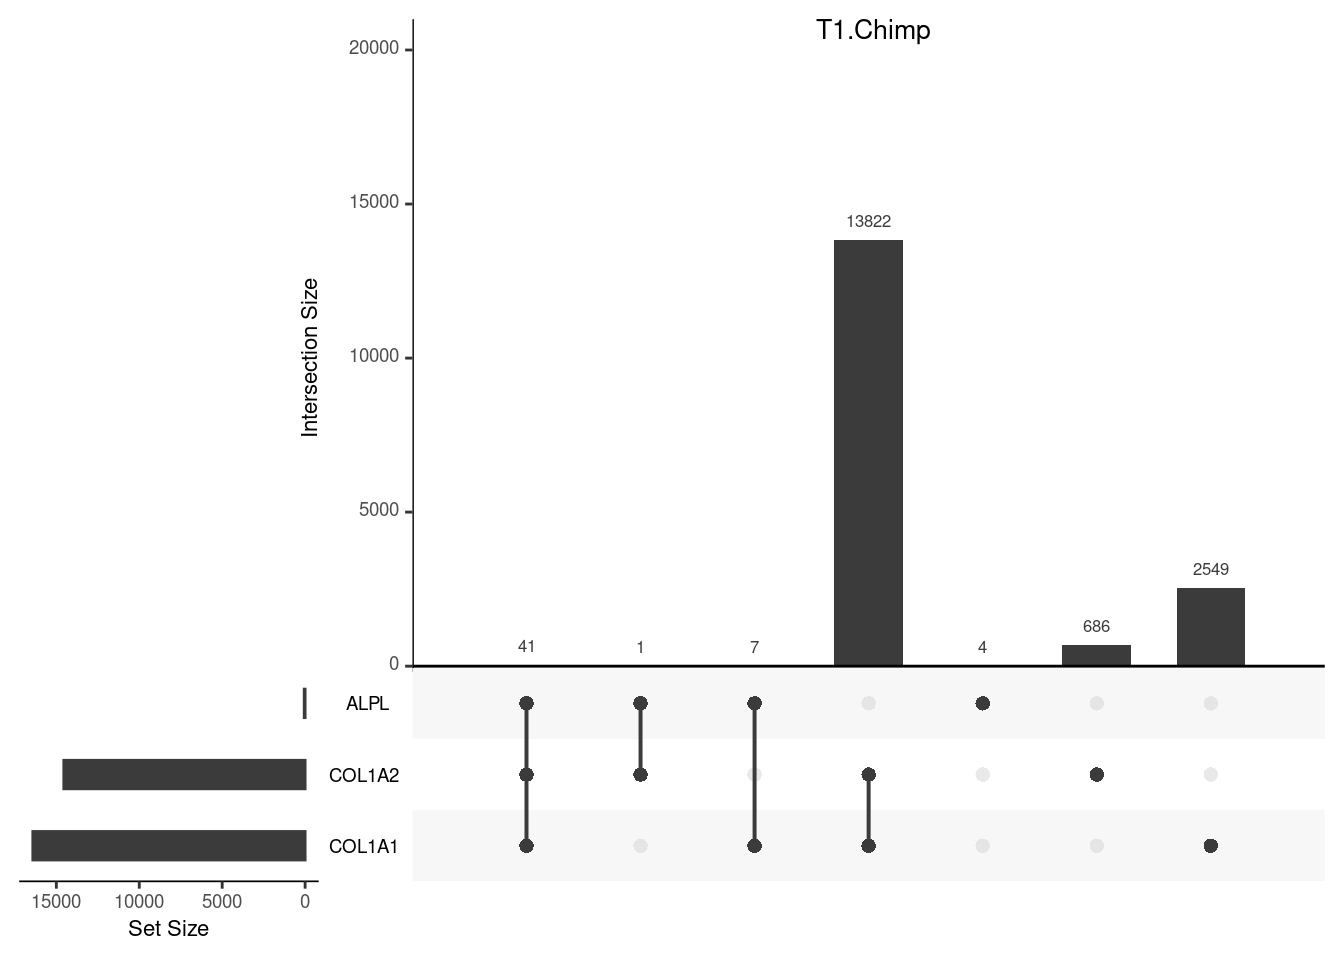 T1.Chimp
20000
15000
10000
5000
0
Intersection Size
13822
2549
686
41
1
7
4
ALPL
COL1A2
COL1A1
15000 10000 5000 0
Set Size